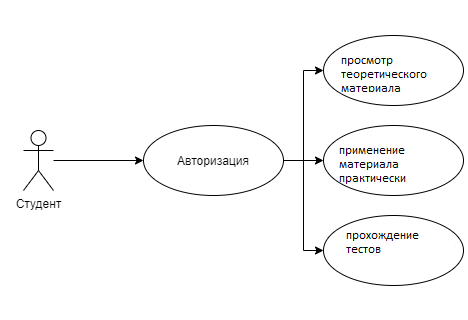 просмотр
теоретического
материала
Авторизация
применение
материала
практически
Студент
прохождение
тестов